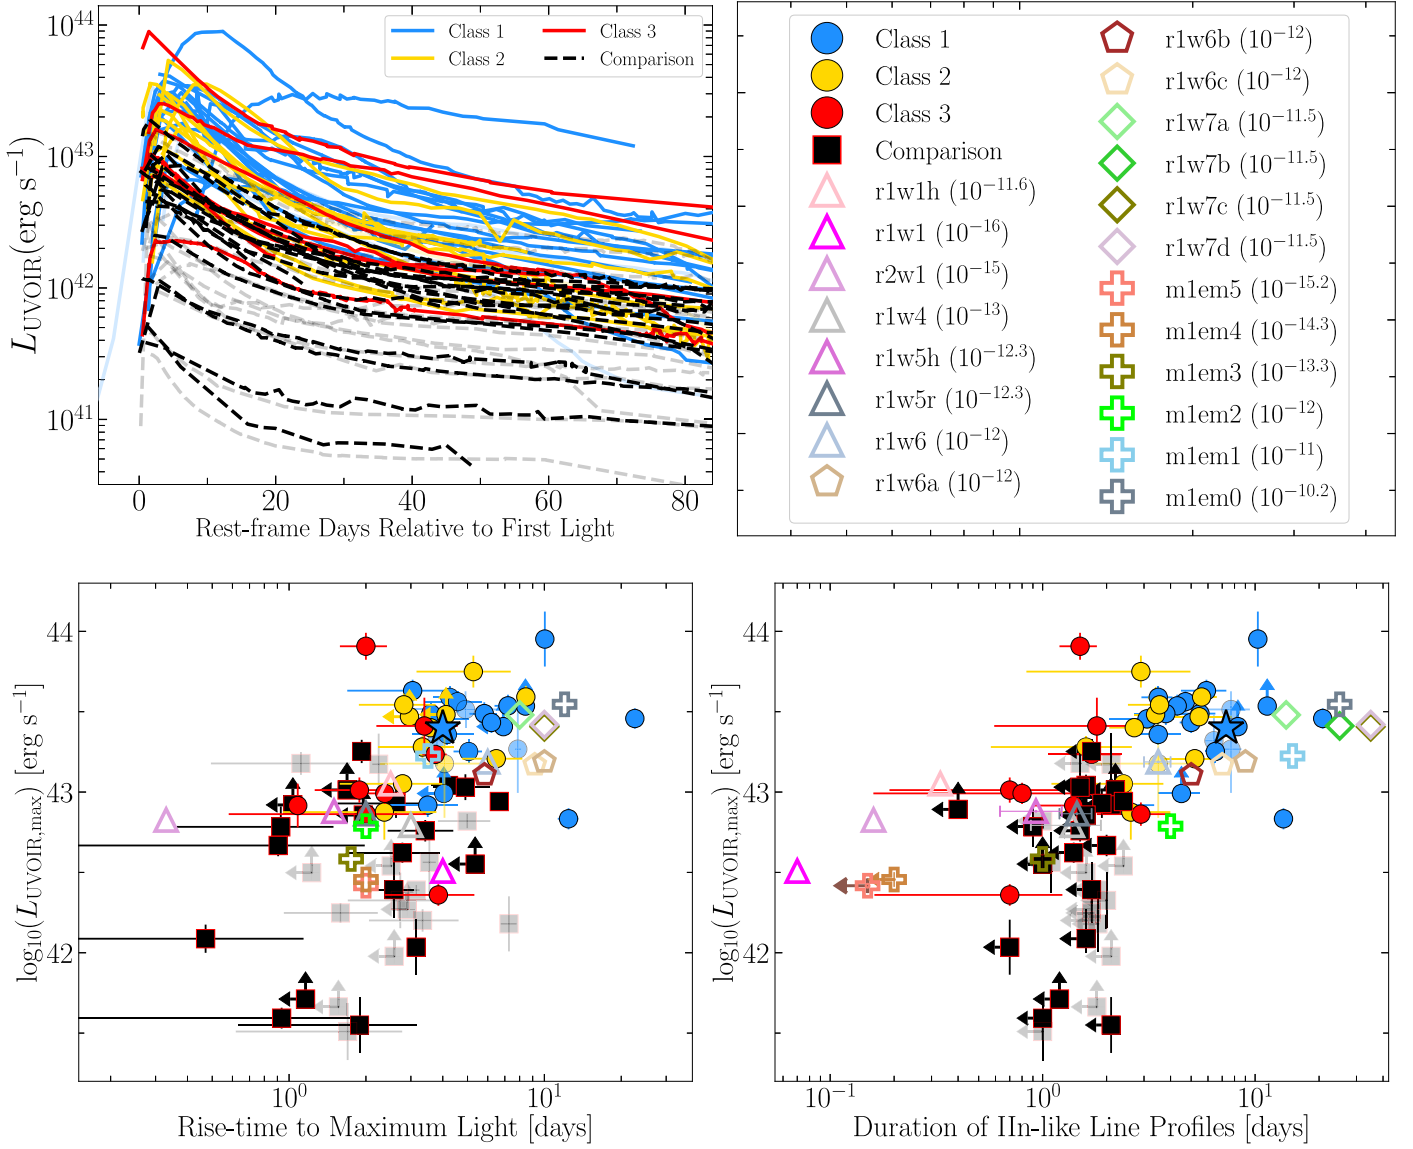 10^44
10^43
10^42
10^41
L_UVOIR(erg s^−1)
Class 1
Class 2
Class 3
Comparison
0
20
40
60
80
Rest-frame Days Relative to First Light
Class 1
Class 2
Class 3
Comparison
r1w1h (10^−11.6)
r1w1 (10^−16)
r2w1 (10^−15)
r1w4 (10^−13)
r1w5h (10^−12.3)
r1w5r (10^−12.3)
r1w6 (10^−12)
r1w6a (10^−12)
r1w6b (10^−12)
r1w6c (10^−12)
r1w7a (10^−11.5)
r1w7b (10^−11.5)
r1w7c (10^−11.5)
r1w7d (10^−11.5)
m1em5 (10^−15.2)
m1em4 (10^−14.3)
m1em3 (10^−13.3)
m1em2 (10^−12)
m1em1 (10^−11)
m1em0 (10^−10.2)
44
43
42
log_10(L_UVOIR,max) [erg s^−1]
10^0
10^1
Rise-time to Maximum Light [days]
44
43
42
log_10(L_UVOIR,max) [erg s^−1]
10^−1
10^0
10^1
Duration of IIn-like Line Profiles [days]